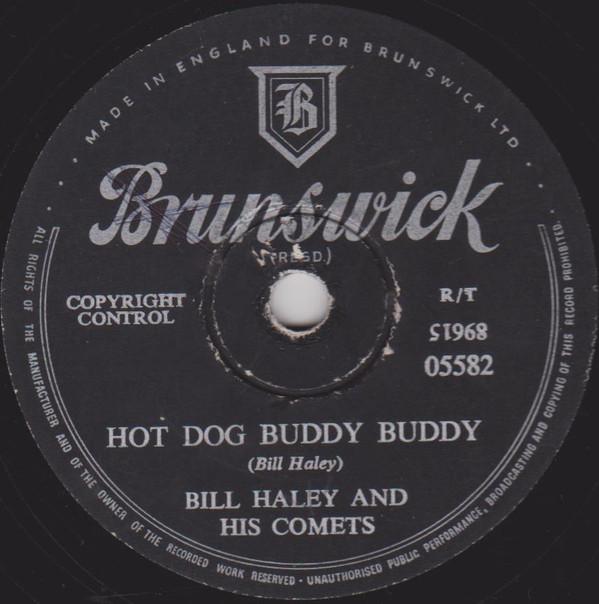 MADE IN ENGLAND FOR BRUNSWICK LTD
B
Brunswick
(REGD.)
COPYRIGHT
CONTROL
R/T
89615
05582
HOT DOG BUDDY BUDDY
(Bill Haley)
BILL HALEY AND
HIS COMETS
ALL RIGHTS OF THE MANUFACTURER AND OF THE OWNER OF THE RECORDED WORK RESERVED · UNAUTHORISED PUBLIC PERFORMANCE, BROADCASTING AND COPYING OF THIS RECORD PROHIBITED.